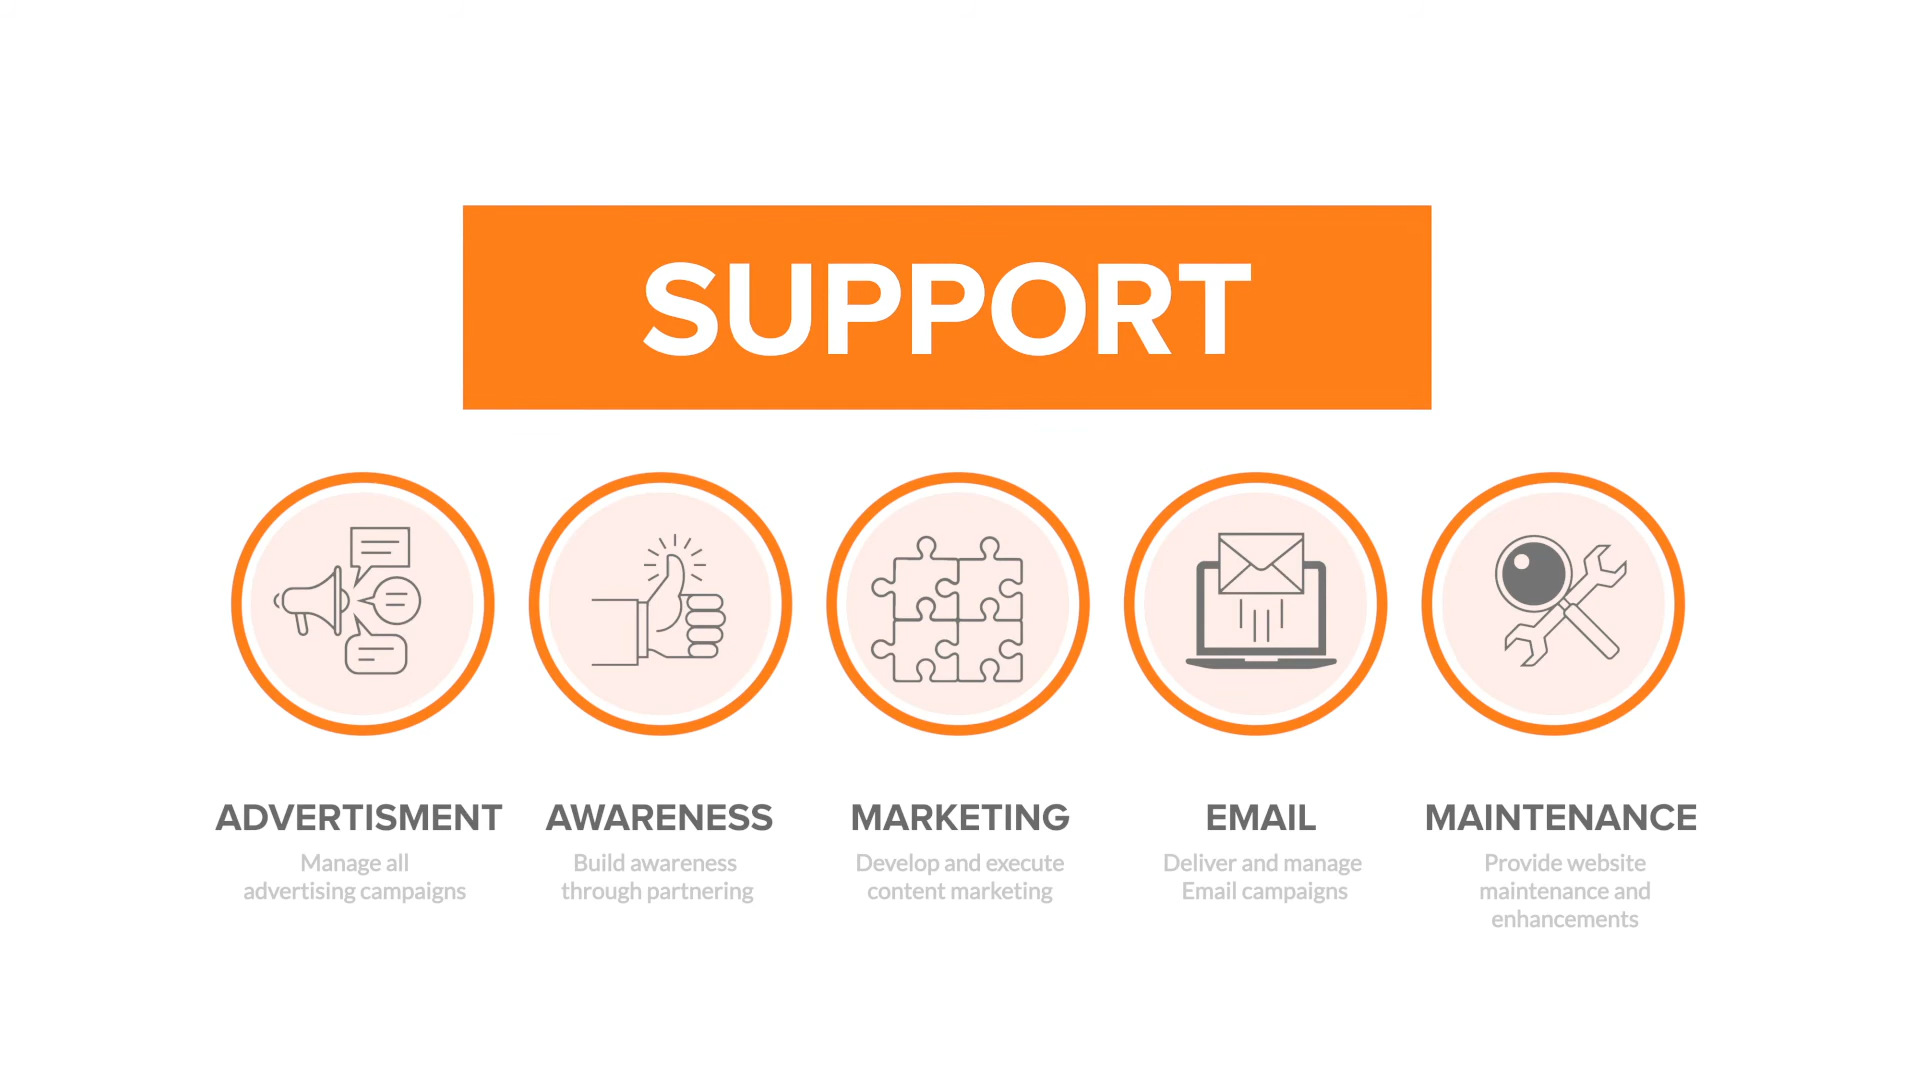 SUPPORT
ADVERTISMENT
Manage all
advertising campaigns
AWARENESS
Build awareness
through partnering
MARKETING
Develop and execute
content marketing
EMAIL
Deliver and manage
Email campaigns
MAINTENANCE
Provide website
maintenance and
enhancements